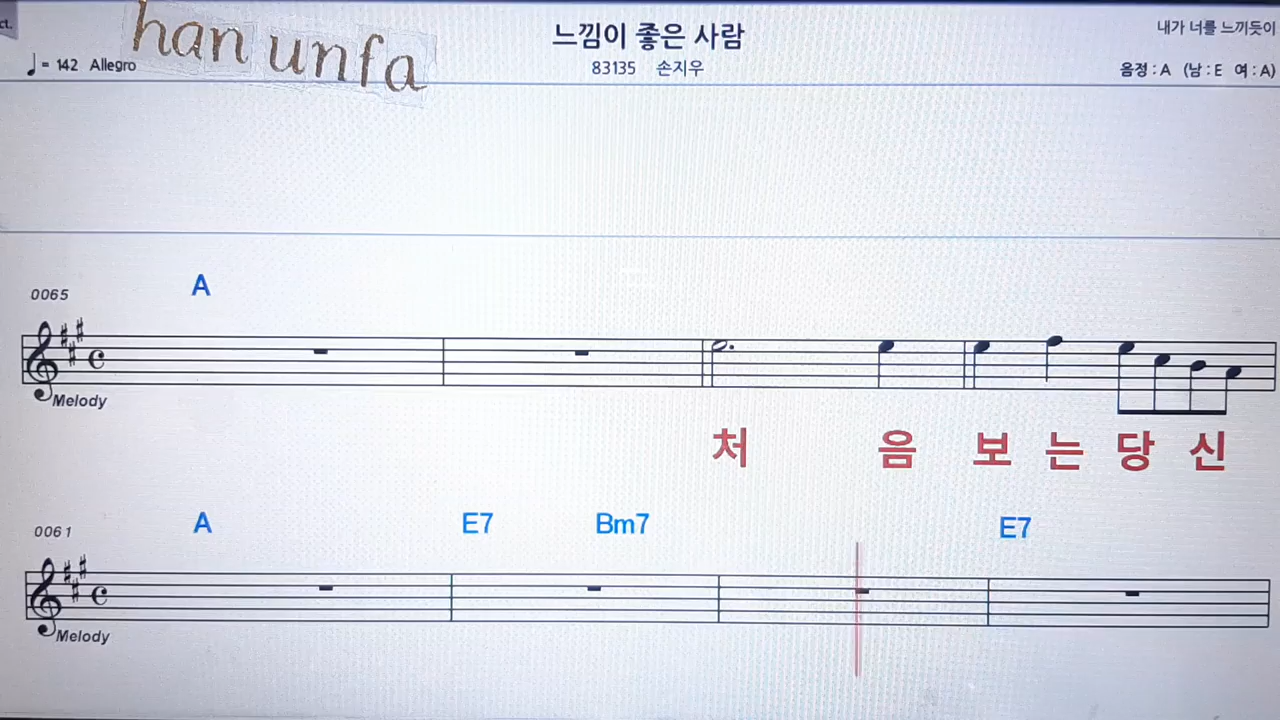 ct.
han unfa
느낌이 좋은 사람
내가 너를 느끼듯이
♩= 142 Allegro
83135 손지우
음정 : A (남 : E 여 : A)
A
0065
Melody
처 음 보 는 당 신
A E7 Bm7 E7
0061
Melody